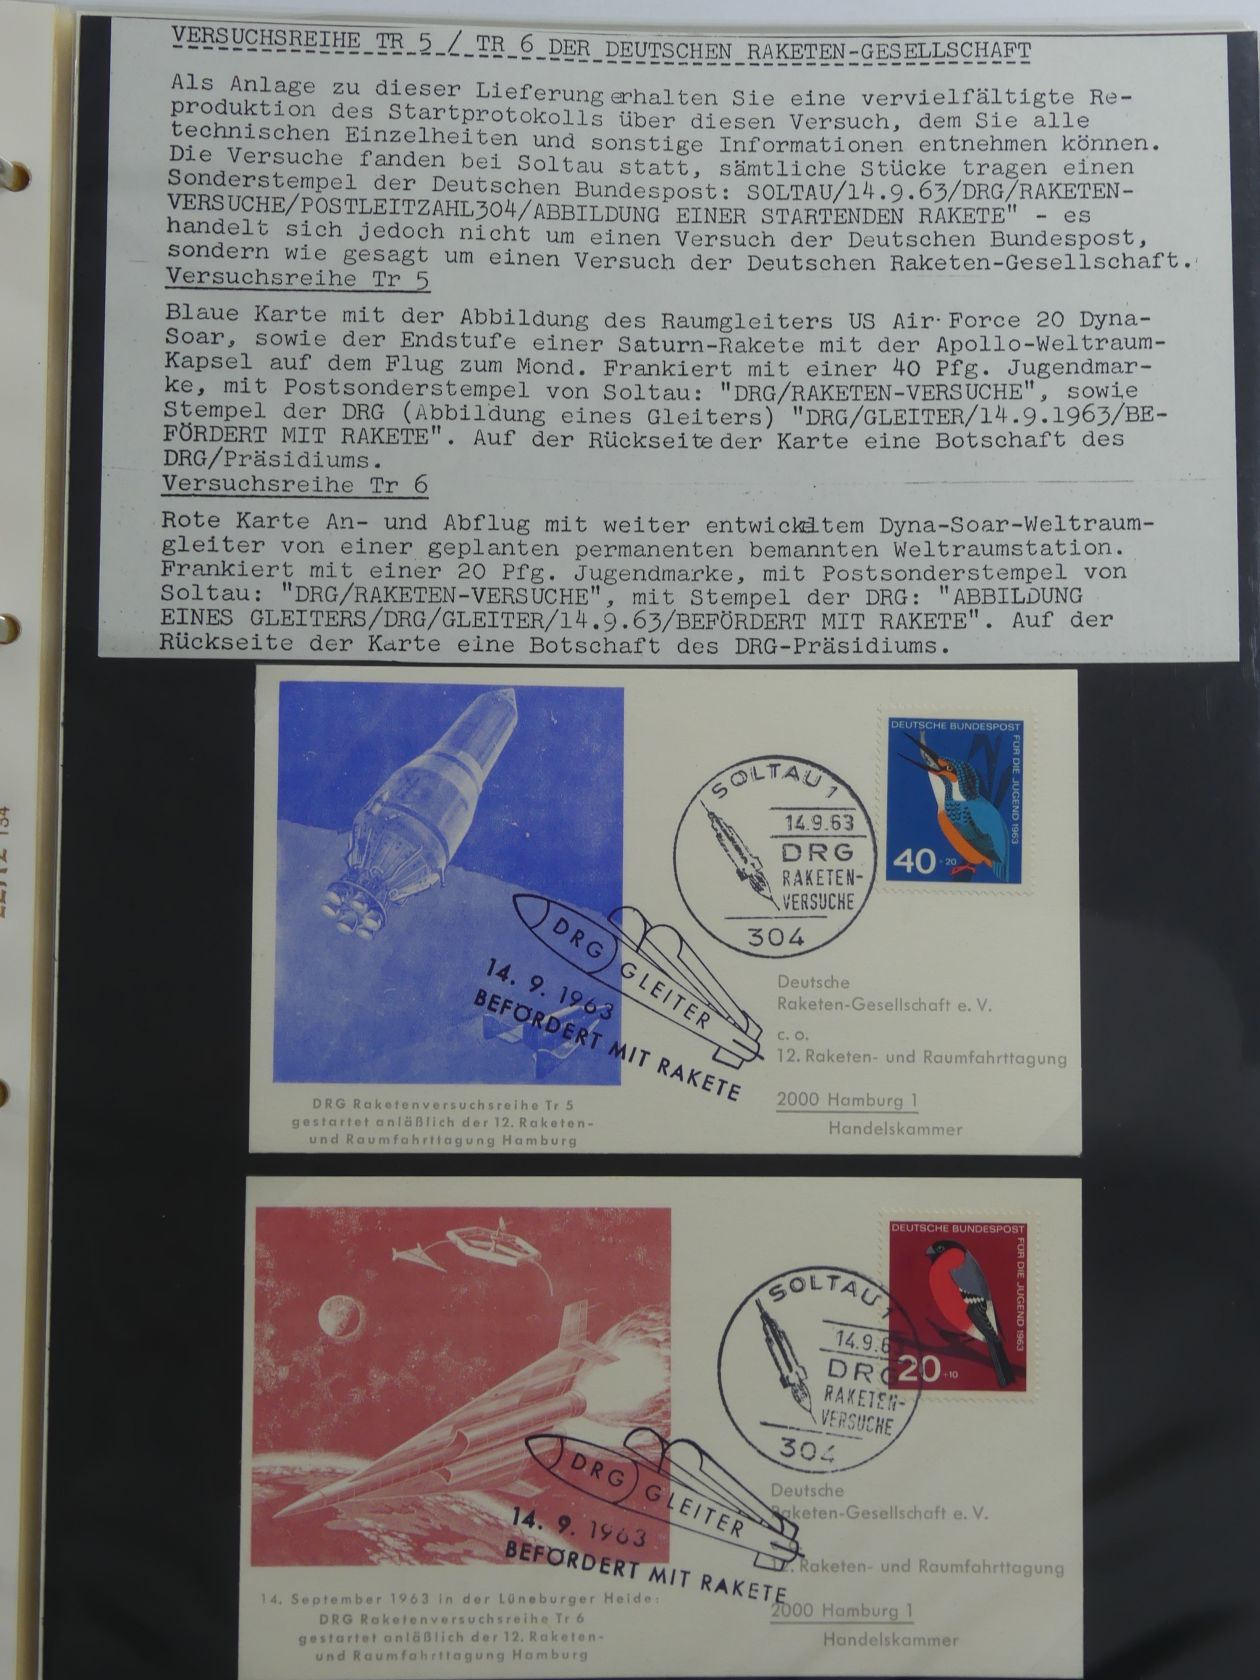 VERSUCHSREIHE TR 5 / TR 6 DER DEUTSCHEN RAKETEN-GESELLSCHAFT
Als Anlage zu dieser Lieferung erhalten Sie eine vervielfältigte Re-
produktion des Startprotokolls über diesen Versuch, dem Sie alle
technischen Einzelheiten und sonstige Informationen entnehmen können.
Die Versuche fanden bei Soltau statt, sämtliche Stücke tragen einen
Sonderstempel der Deutschen Bundespost: SOLTAU/14.9.63/DRG/RAKETEN-
VERSUCHE/POSTLEITZAHL304/ABBILDUNG EINER STARTENDEN RAKETE" - es
handelt sich jedoch nicht um einen Versuch der Deutschen Bundespost,
sondern wie gesagt um einen Versuch der Deutschen Raketen-Gesellschaft.
Versuchsreihe Tr 5
Blaue Karte mit der Abbildung des Raumgleiters US Air Force 20 Dyna-
Soar, sowie der Endstufe einer Saturn-Rakete mit der Apollo-Weltraum-
Kapsel auf dem Flug zum Mond. Frankiert mit einer 40 Pfg. Jugendmar-
ke, mit Postsonderstempel von Soltau: "DRG/RAKETEN-VERSUCHE", sowie
Stempel der DRG (Abbildung eines Gleiters) "DRG/GLEITER/14.9.1963/BE-
FÖRDERT MIT RAKETE". Auf der Rückseite der Karte eine Botschaft des
DRG/Präsidiums.
Versuchsreihe Tr 6
Rote Karte An- und Abflug mit weiter entwickeltem Dyna-Soar-Weltraum-
gleiter von einer geplanten permanenten bemannten Weltraumstation.
Frankiert mit einer 20 Pfg. Jugendmarke, mit Postsonderstempel von
Soltau: "DRG/RAKETEN-VERSUCHE", mit Stempel der DRG: "ABBILDUNG
EINES GLEITERS/DRG/GLEITER/14.9.63/BEFÖRDERT MIT RAKETE". Auf der
Rückseite der Karte eine Botschaft des DRG-Präsidiums.
DEUTSCHE BUNDESPOST
FÜR DIE JUGEND 1963
40 +20
SOLTAU 1
14.9.63
DRG
RAKETEN-
VERSUCHE
304
DRG GLEITER
14. 9. 1963
BEFÖRDERT MIT RAKETE
Deutsche
Raketen-Gesellschaft e. V.
c. o.
12. Raketen- und Raumfahrttagung
2000 Hamburg 1
Handelskammer
DRG Raketenversuchsreihe Tr 5
gestartet anläßlich der 12. Raketen-
und Raumfahrttagung Hamburg
DEUTSCHE BUNDESPOST
FÜR DIE JUGEND 1963
20 +10
SOLTAU 1
14.9.63
DRG
RAKETEN-
VERSUCHE
304
DRG GLEITER
14. 9. 1963
BEFÖRDERT MIT RAKETE
Deutsche
Raketen-Gesellschaft e. V.
12. Raketen- und Raumfahrttagung
2000 Hamburg 1
Handelskammer
14. September 1963 in der Lüneburger Heide:
DRG Raketenversuchsreihe Tr 6
gestartet anläßlich der 12. Raketen-
und Raumfahrttagung Hamburg